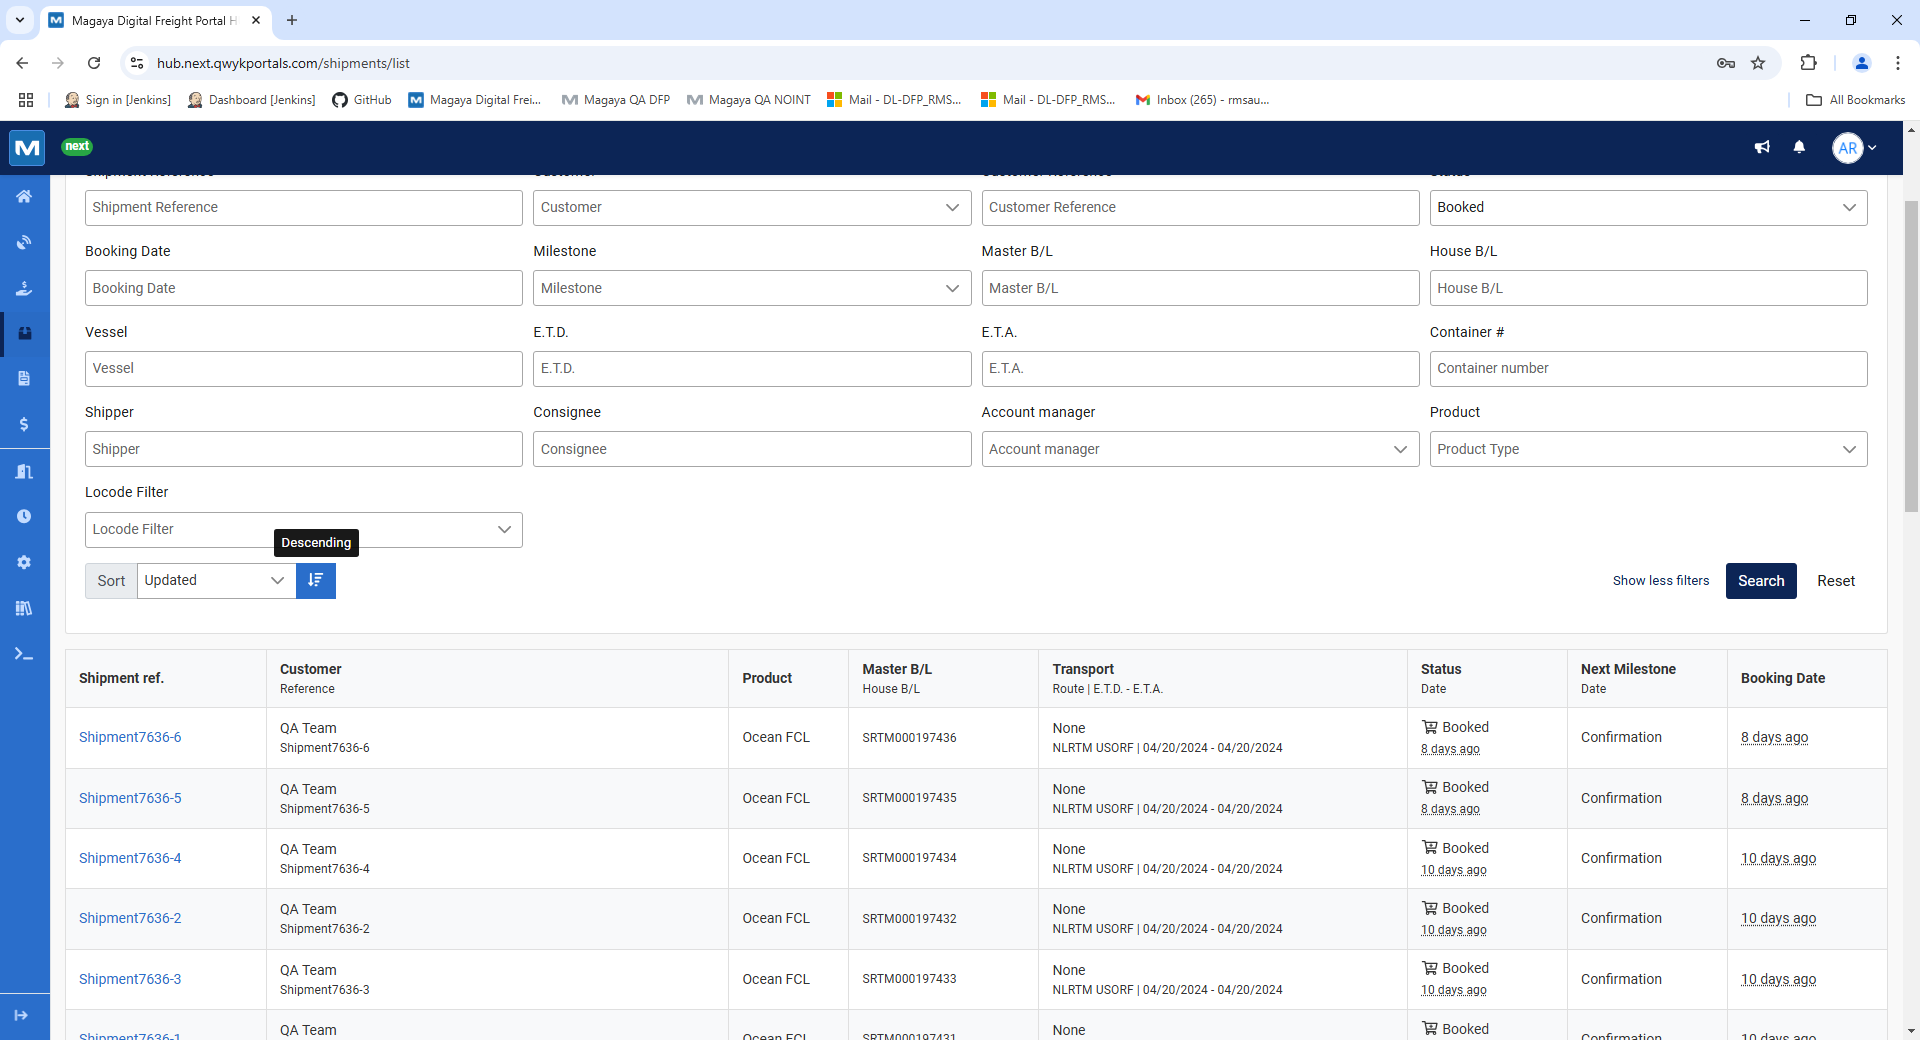 Magaya Digital Freight Portal H
hub.next.qwykportals.com/shipments/list
Sign in [Jenkins]
Dashboard [Jenkins]
GitHub
Magaya Digital Frei...
Magaya QA DFP
Magaya QA NOINT
Mail - DL-DFP_RMS...
Mail - DL-DFP_RMS...
Inbox (265) - rmsau...
All Bookmarks
next
AR
Shipment Reference
Customer
Customer Reference
Booked
Booking Date
Milestone
Master B/L
House B/L
Booking Date
Milestone
Master B/L
House B/L
Vessel
E.T.D.
E.T.A.
Container #
Vessel
E.T.D.
E.T.A.
Container number
Shipper
Consignee
Account manager
Product
Shipper
Consignee
Account manager
Product Type
Locode Filter
Locode Filter
Descending
Sort
Updated
Show less filters
Search
Reset
Shipment ref.
Customer
Reference
Product
Master B/L
House B/L
Transport
Route | E.T.D. - E.T.A.
Status
Date
Next Milestone
Date
Booking Date
Shipment7636-6
QA Team
Shipment7636-6
Ocean FCL
SRTM000197436
None
NLRTM USORF | 04/20/2024 - 04/20/2024
Booked
8 days ago
Confirmation
8 days ago
Shipment7636-5
QA Team
Shipment7636-5
Ocean FCL
SRTM000197435
None
NLRTM USORF | 04/20/2024 - 04/20/2024
Booked
8 days ago
Confirmation
8 days ago
Shipment7636-4
QA Team
Shipment7636-4
Ocean FCL
SRTM000197434
None
NLRTM USORF | 04/20/2024 - 04/20/2024
Booked
10 days ago
Confirmation
10 days ago
Shipment7636-2
QA Team
Shipment7636-2
Ocean FCL
SRTM000197432
None
NLRTM USORF | 04/20/2024 - 04/20/2024
Booked
10 days ago
Confirmation
10 days ago
Shipment7636-3
QA Team
Shipment7636-3
Ocean FCL
SRTM000197433
None
NLRTM USORF | 04/20/2024 - 04/20/2024
Booked
10 days ago
Confirmation
10 days ago
Shipment7636-1
QA Team
Ocean FCL
SRTM000197431
None
Booked
Confirmation
10 days ago